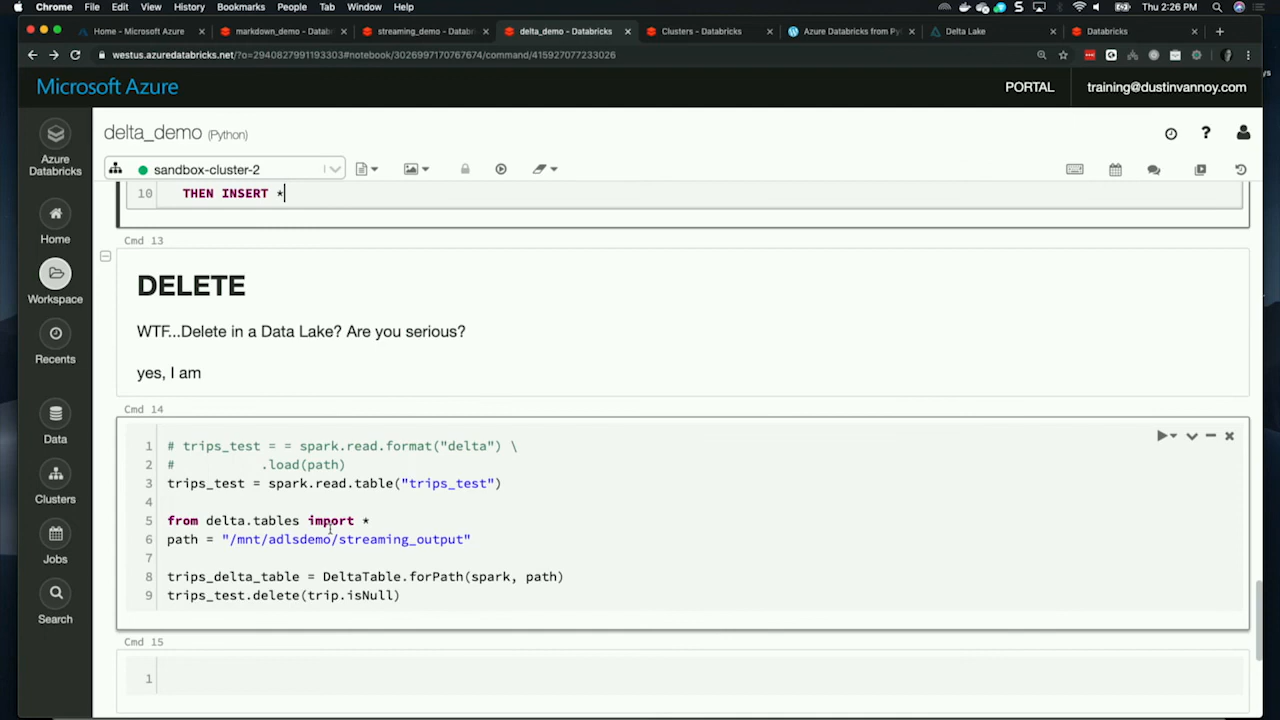 Chrome File Edit View History Bookmarks People Tab Window Help Thu 2:26 PM
Home - Microsoft Azure markdown_demo - Datab streaming_demo - Datab delta_demo - Databricks Clusters - Databricks Azure Databricks from Py Delta Lake Databricks
westus.azuredatabricks.net/?o=2940827991193303#notebook/3026997170767674/command/415927077233026
Microsoft Azure PORTAL training@dustinvannoy.com
delta_demo (Python)
sandbox-cluster-2
Azure
Databricks
Home
Workspace
Recents
Data
Clusters
Jobs
Search
10 THEN INSERT *
Cmd 13
DELETE
WTF...Delete in a Data Lake? Are you serious?
yes, I am
Cmd 14
1 # trips_test = = spark.read.format("delta") \
2 # .load(path)
3 trips_test = spark.read.table("trips_test")
4
5 from delta.tables import *
6 path = "/mnt/adlsdemo/streaming_output"
7
8 trips_delta_table = DeltaTable.forPath(spark, path)
9 trips_test.delete(trip.isNull)
Cmd 15
1